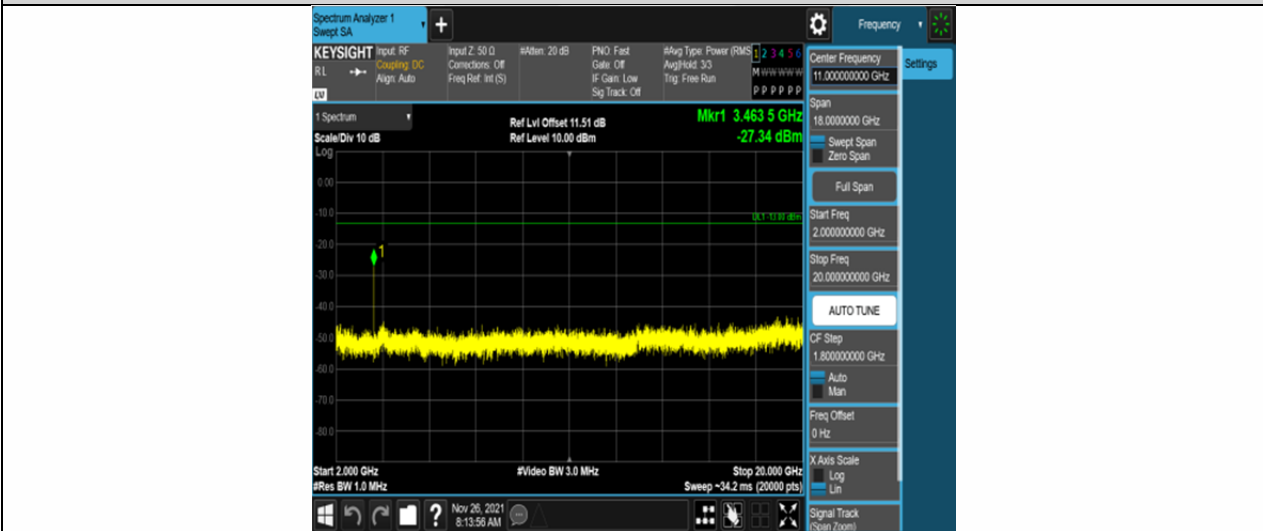 Spectrum Analyzer 1
Swept SA
+
Frequency
KEYSIGHT
RL
LV
Input: RF
Coupling: DC
Align: Auto
Input Z: 50 Ω
Corrections: Off
Freq Ref: Int (S)
#Atten: 20 dB
PNO: Fast
Gate: Off
IF Gain: Low
Sig Track: Off
#Avg Type: Power (RMS
Avg|Hold: 3/3
Trig: Free Run
1 2 3 4 5 6
M W W W W W
P P P P P P
Center Frequency
11.000000000 GHz
Settings
Span
18.0000000 GHz
Swept Span
Zero Span
Full Span
Start Freq
2.000000000 GHz
Stop Freq
20.000000000 GHz
AUTO TUNE
CF Step
1.800000000 GHz
Auto
Man
Freq Offset
0 Hz
X Axis Scale
Log
Lin
Signal Track
(Span Zoom)
1 Spectrum
Scale/Div 10 dB
Log
Ref Lvl Offset 11.51 dB
Ref Level 10.00 dBm
Mkr1 3.463 5 GHz
-27.34 dBm
0.00
-10.0
-20.0
-30.0
-40.0
-50.0
-60.0
-70.0
-80.0
DL1 -13.00 dBm
1
Start 2.000 GHz
#Res BW 1.0 MHz
#Video BW 3.0 MHz
Stop 20.000 GHz
Sweep ~34.2 ms (20000 pts)
?
Nov 26, 2021
8:13:56 AM